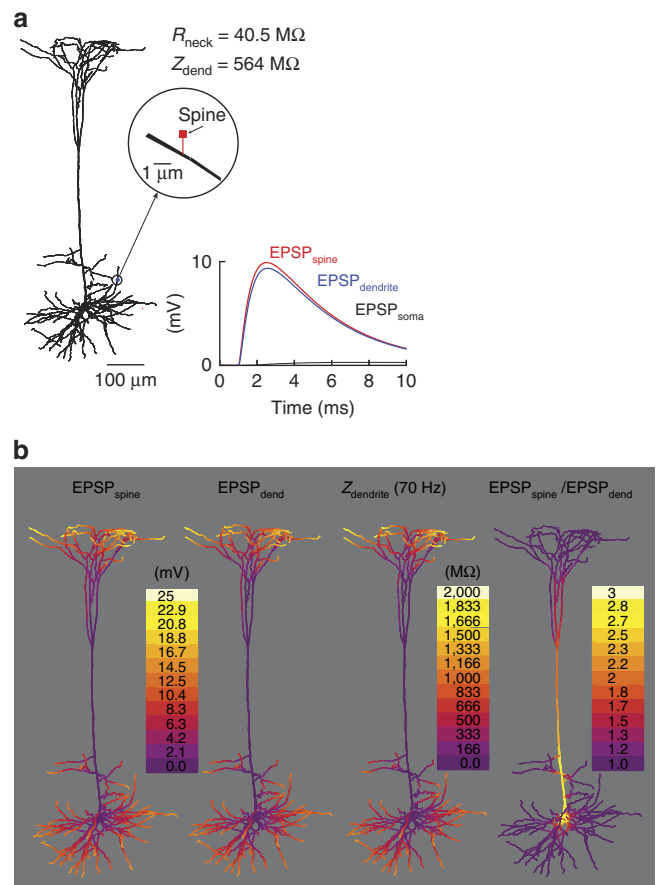 a
R_neck = 40.5 MΩ
Z_dend = 564 MΩ
Spine
1 μm
100 μm
10
0
(mV)
EPSP_spine
EPSP_dendrite
EPSP_soma
0 2 4 6 8 10
Time (ms)
b
EPSP_spine EPSP_dend Z_dendrite (70 Hz) EPSP_spine /EPSP_dend
(mV)
25
22.9
20.8
18.8
16.7
14.5
12.5
10.4
8.3
6.3
4.2
2.1
0.0
(MΩ)
2,000
1,833
1,666
1,500
1,333
1,166
1,000
833
666
500
333
166
0.0
3
2.8
2.7
2.5
2.3
2.2
2
1.8
1.7
1.5
1.3
1.2
1.0